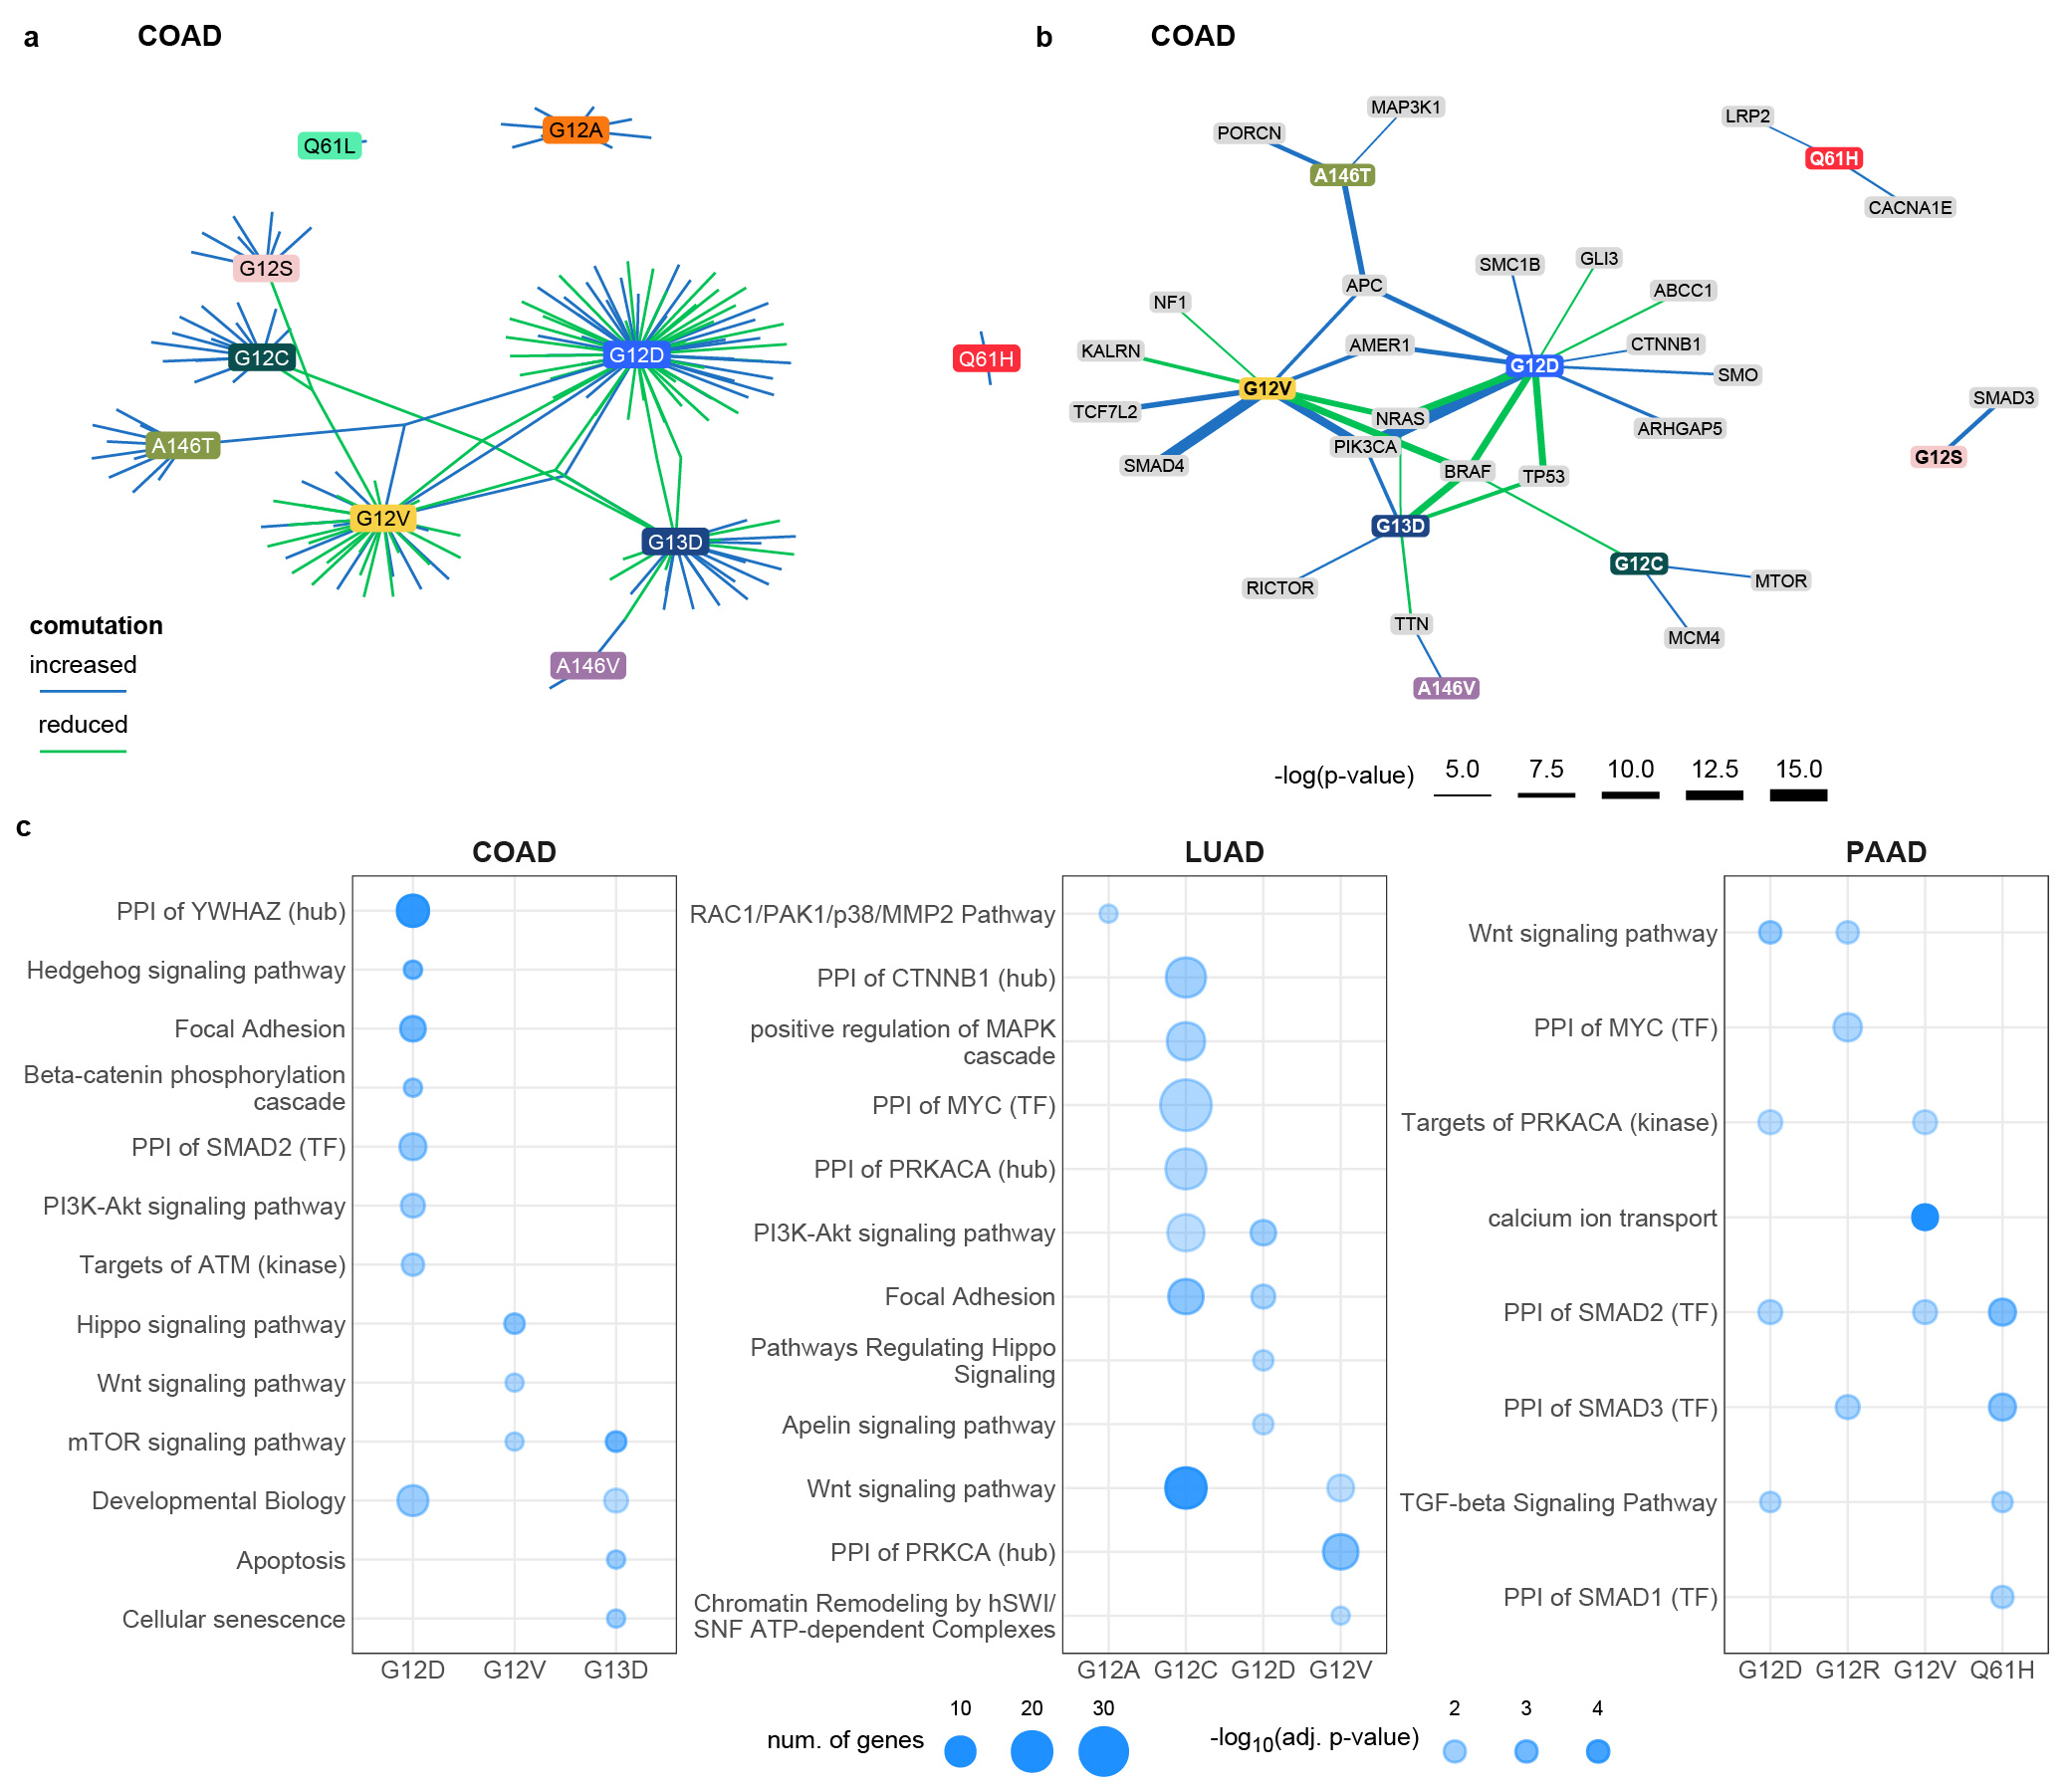 a
COAD
Q61L
G12A
G12S
G12C
G12D
Q61H
A146T
G12V
G13D
A146V
comutation
increased
reduced
b
COAD
MAP3K1
PORCN
A146T
LRP2
Q61H
CACNA1E
APC
SMC1B
GLI3
ABCC1
NF1
KALRN
AMER1
CTNNB1
G12D
SMO
G12V
TCF7L2
NRAS
ARHGAP5
SMAD3
PIK3CA
G12S
SMAD4
BRAF
TP53
G13D
G12C
RICTOR
MTOR
TTN
MCM4
A146V
-log(p-value) 5.0 7.5 10.0 12.5 15.0
c
COAD
PPI of YWHAZ (hub)
Hedgehog signaling pathway
Focal Adhesion
Beta-catenin phosphorylation
cascade
PPI of SMAD2 (TF)
PI3K-Akt signaling pathway
Targets of ATM (kinase)
Hippo signaling pathway
Wnt signaling pathway
mTOR signaling pathway
Developmental Biology
Apoptosis
Cellular senescence
G12D G12V G13D
LUAD
RAC1/PAK1/p38/MMP2 Pathway
PPI of CTNNB1 (hub)
positive regulation of MAPK
cascade
PPI of MYC (TF)
PPI of PRKACA (hub)
PI3K-Akt signaling pathway
Focal Adhesion
Pathways Regulating Hippo
Signaling
Apelin signaling pathway
Wnt signaling pathway
PPI of PRKCA (hub)
Chromatin Remodeling by hSWI/
SNF ATP-dependent Complexes
G12A G12C G12D G12V
PAAD
Wnt signaling pathway
PPI of MYC (TF)
Targets of PRKACA (kinase)
calcium ion transport
PPI of SMAD2 (TF)
PPI of SMAD3 (TF)
TGF-beta Signaling Pathway
PPI of SMAD1 (TF)
G12D G12R G12V Q61H
num. of genes 10 20 30
-log10(adj. p-value) 2 3 4